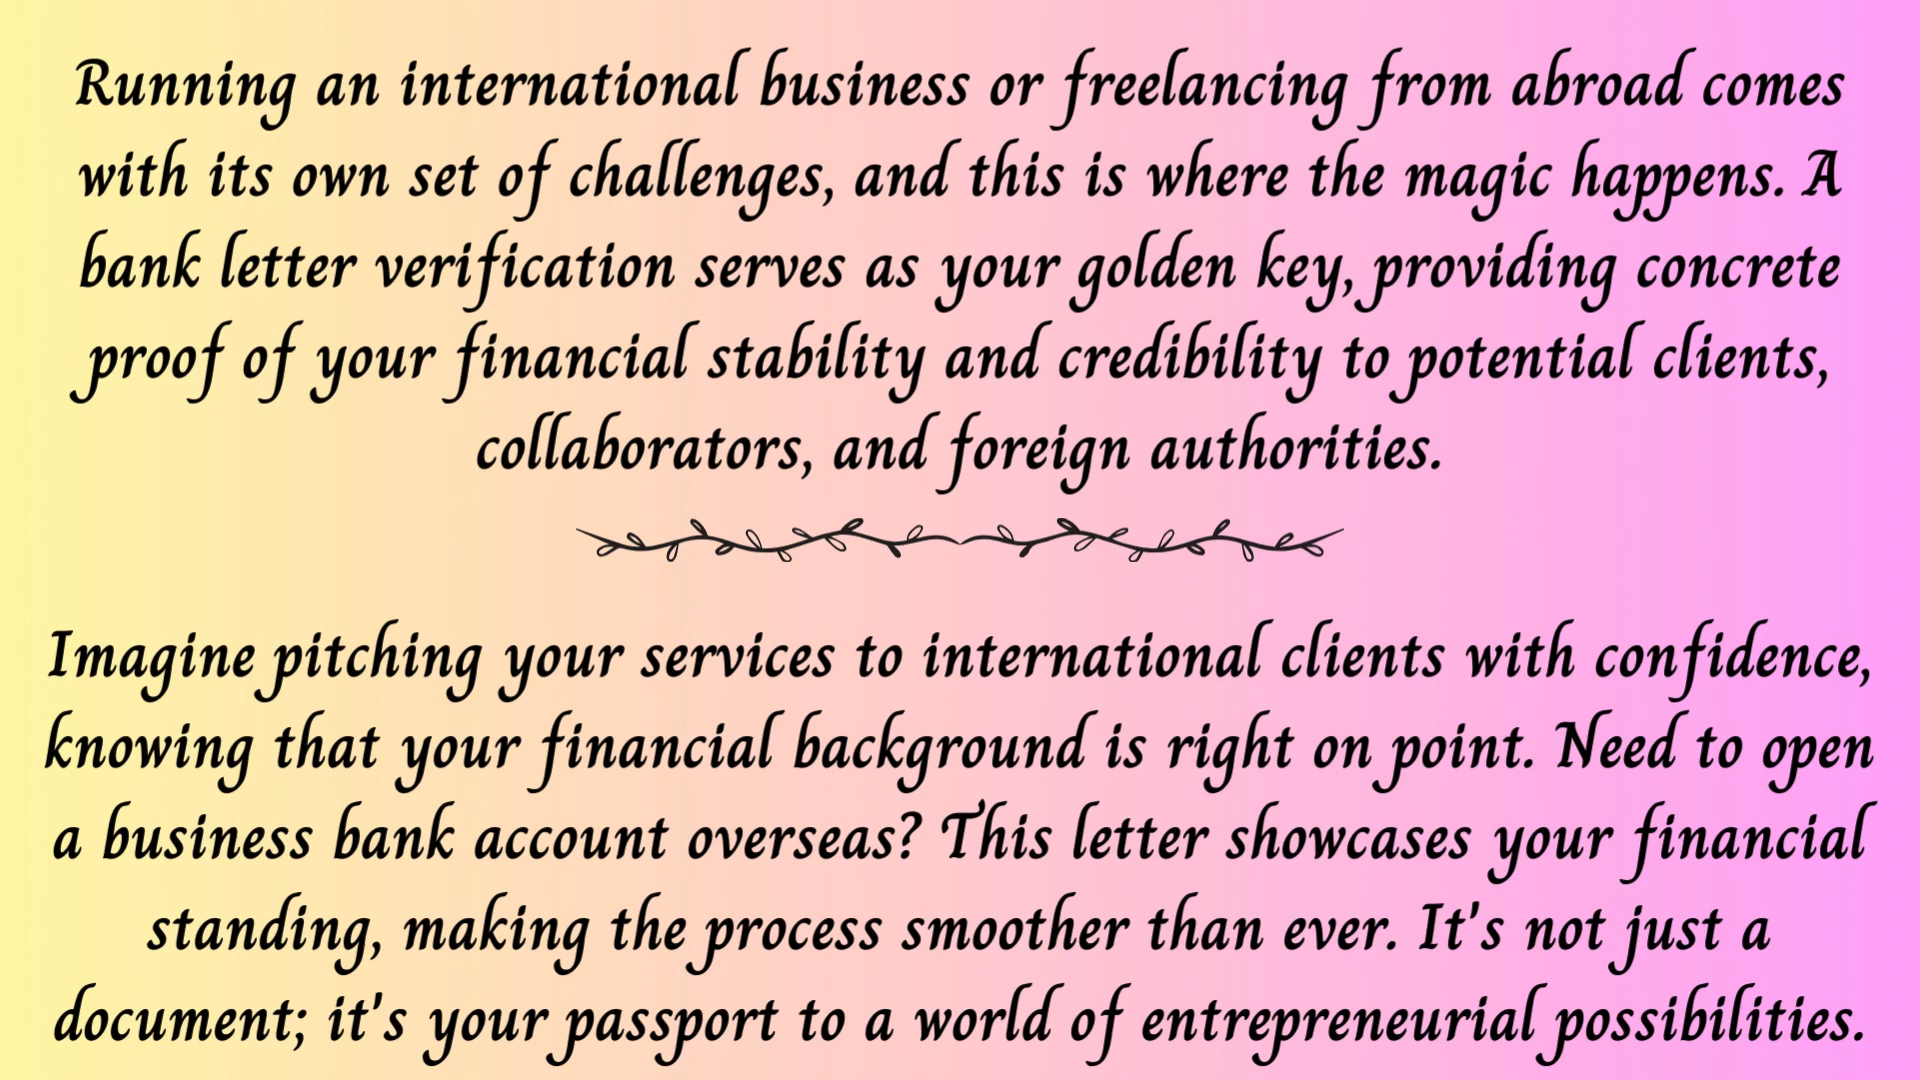 Running an international business or freelancing from abroad comes
with its own set of challenges, and this is where the magic happens. A
bank letter verification serves as your golden key, providing concrete
proof of your financial stability and credibility to potential clients,
collaborators, and foreign authorities.
Imagine pitching your services to international clients with confidence,
knowing that your financial background is right on point. Need to open
a business bank account overseas? This letter showcases your financial
standing, making the process smoother than ever. It's not just a
document; it's your passport to a world of entrepreneurial possibilities.